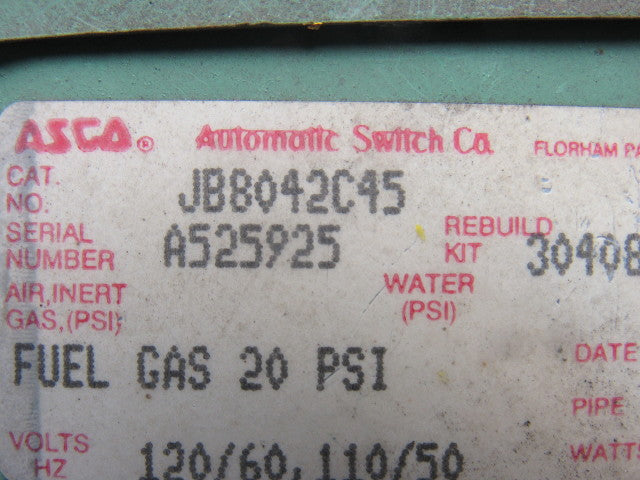 ASCO® Automatic Switch Co. FLORHAM PA
CAT. NO. JB8042C45
SERIAL NUMBER A525925 REBUILD KIT 30408
AIR, INERT GAS, (PSI) WATER (PSI)
FUEL GAS 20 PSI DATE
PIPE
VOLTS HZ 120/60, 110/50 WATTS